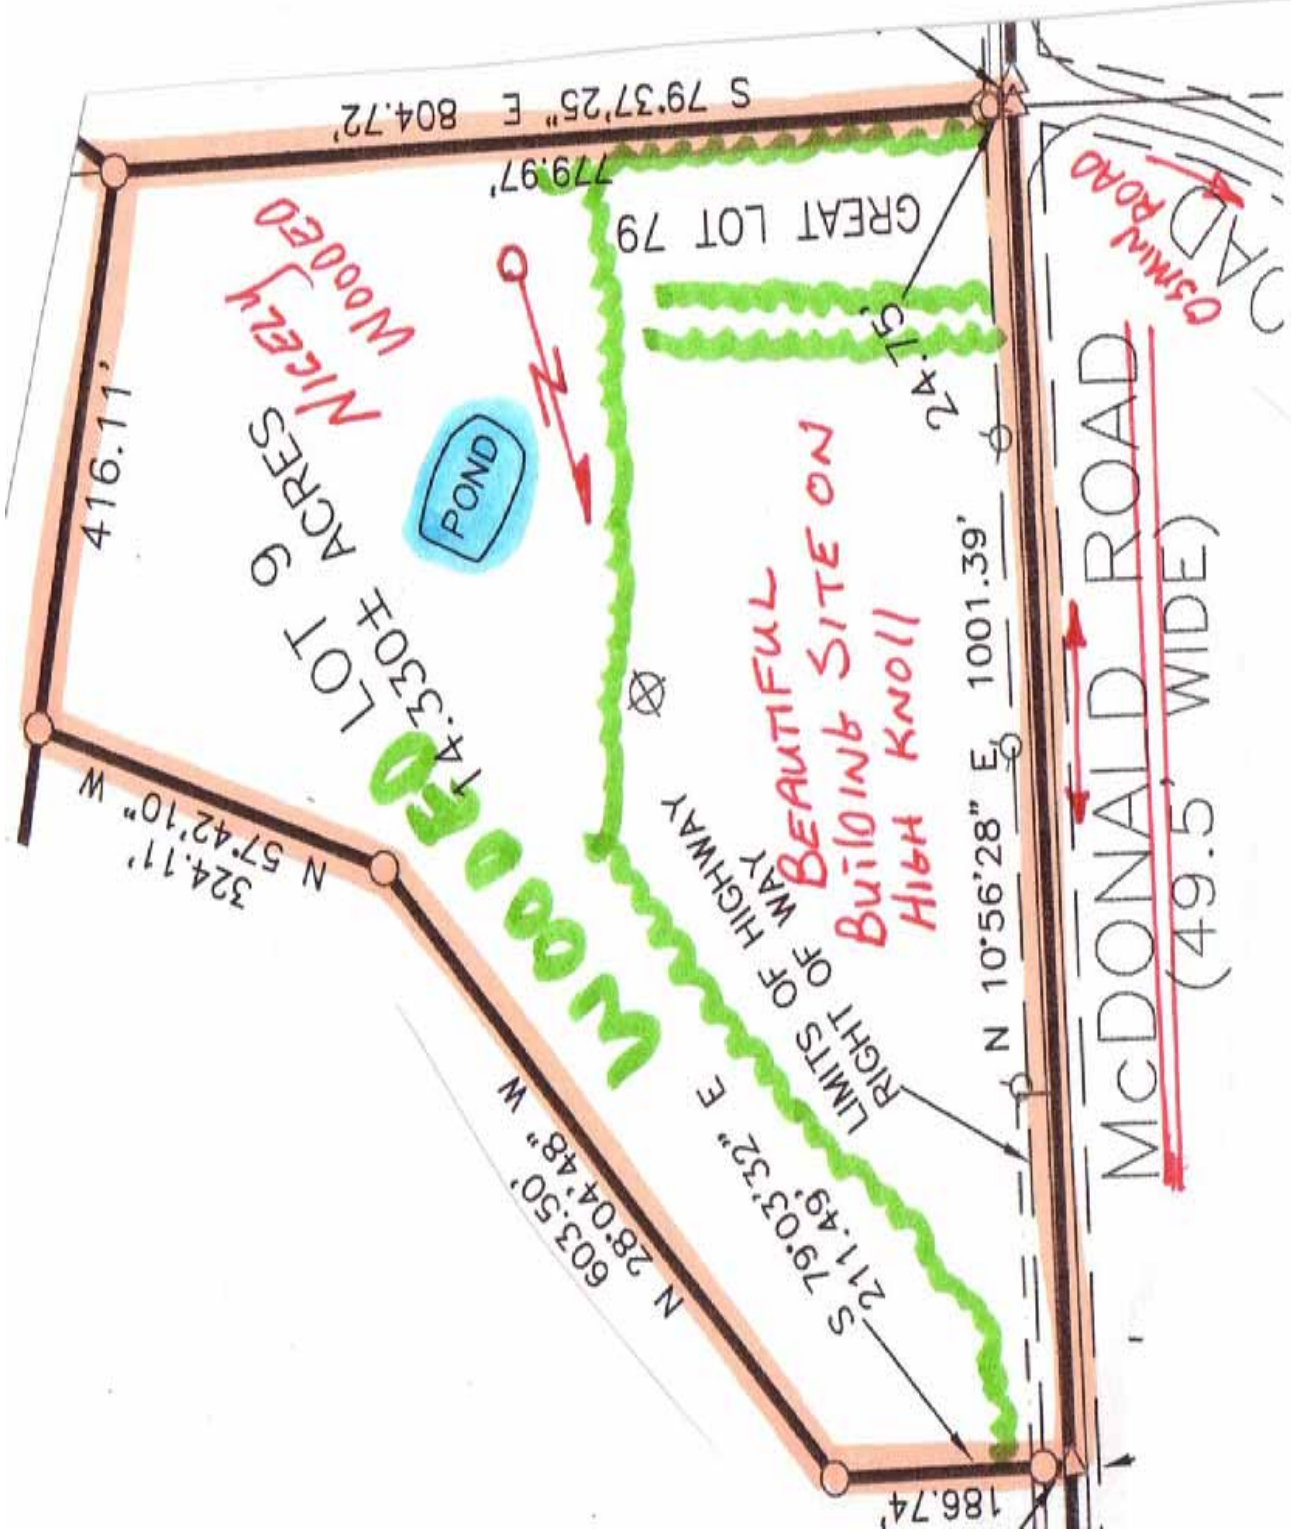 S 79°37'25" E 804.72'
779.97'
GREAT LOT 79
24.75'
NICELY
WOODED
416.11'
LOT 9
14.330± ACRES
POND
N
WOODED
N 57°42'10" W
324.11'
603.50'
N 28°04'48" W
S 79°03'32" E
211.49'
186.74'
LIMITS OF HIGHWAY
RIGHT OF WAY
BEAUTIFUL
BUiLDING SITE ON
HIGH KNOll
N 10°56'28" E 1001.39'
McDONALD ROAD
(49.5' WIDE)
OSMIN ROAD
OAD